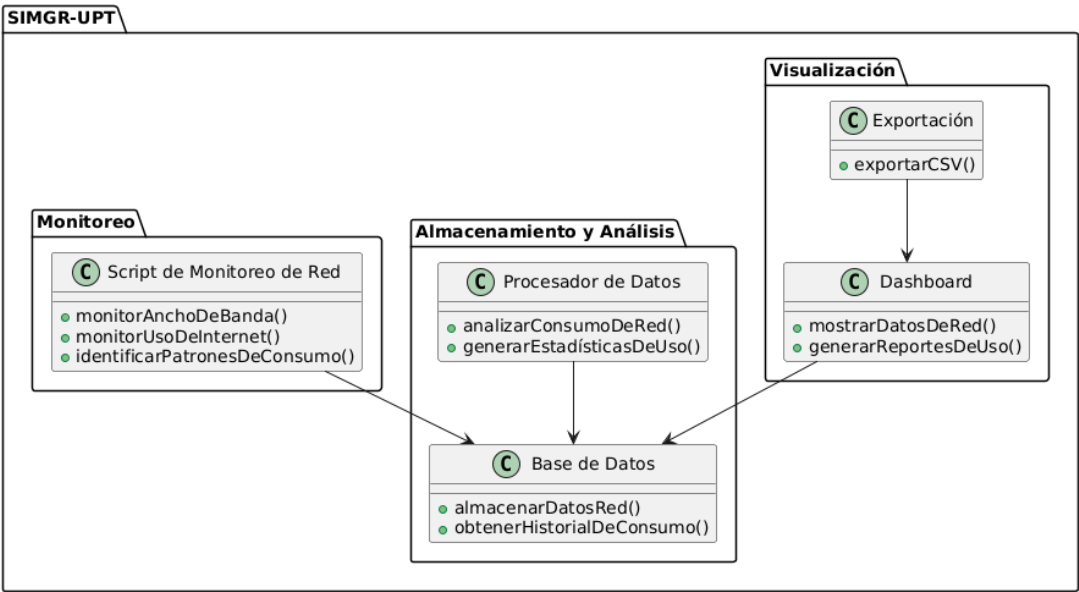 SIMGR-UPT
Visualización
C Exportación
exportarCSV()
Monitoreo
C Script de Monitoreo de Red
monitorAnchoDeBanda()
monitorUsoDeInternet()
identificarPatronesDeConsumo()
Almacenamiento y Análisis
C Procesador de Datos
analizarConsumoDeRed()
generarEstadísticasDeUso()
C Dashboard
mostrarDatosDeRed()
generarReportesDeUso()
C Base de Datos
almacenarDatosRed()
obtenerHistorialDeConsumo()